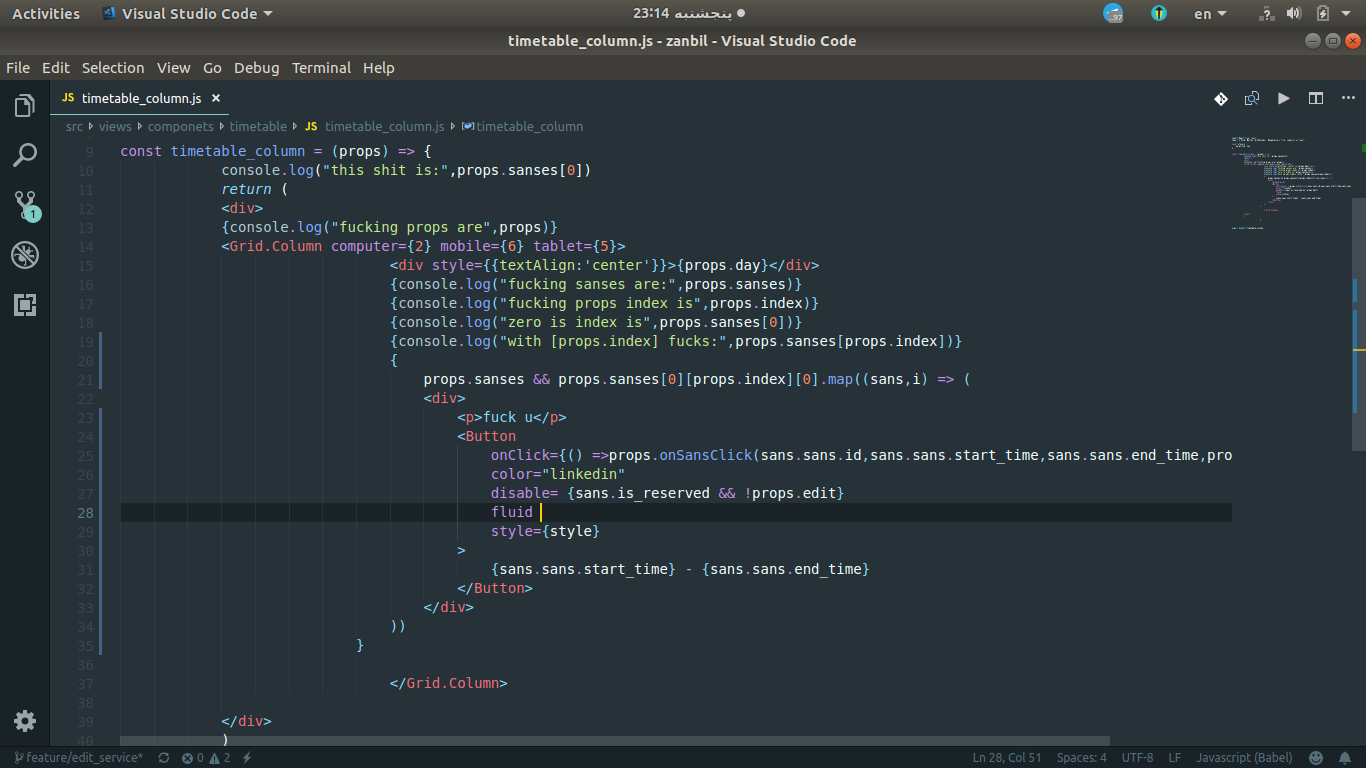 Activities Visual Studio Code پنجشنبه 23:14 97 en
timetable_column.js - zanbil - Visual Studio Code
File Edit Selection View Go Debug Terminal Help
JS timetable_column.js ×
src views componets timetable JS timetable_column.js timetable_column
9 const timetable_column = (props) => {
10 console.log("this shit is:",props.sanses[0])
11 return (
12 <div>
13 {console.log("fucking props are",props)}
14 <Grid.Column computer={2} mobile={6} tablet={5}>
15 <div style={{textAlign:'center'}}>{props.day}</div>
16 {console.log("fucking sanses are:",props.sanses)}
17 {console.log("fucking props index is",props.index)}
18 {console.log("zero is index is",props.sanses[0])}
19 {console.log("with [props.index] fucks:",props.sanses[props.index])}
20 {
21 props.sanses && props.sanses[0][props.index][0].map((sans,i) => (
22 <div>
23 <p>fuck u</p>
24 <Button
25 onClick={() =>props.onSansClick(sans.sans.id,sans.sans.start_time,sans.sans.end_time,pro
26 color="linkedin"
27 disable= {sans.is_reserved && !props.edit}
28 fluid
29 style={style}
30 >
31 {sans.sans.start_time} - {sans.sans.end_time}
32 </Button>
33 </div>
34 ))
35 }
36
37 </Grid.Column>
38
39 </div>
40 )
1
feature/edit_service* 0 2 Ln 28, Col 51 Spaces: 4 UTF-8 LF Javascript (Babel)